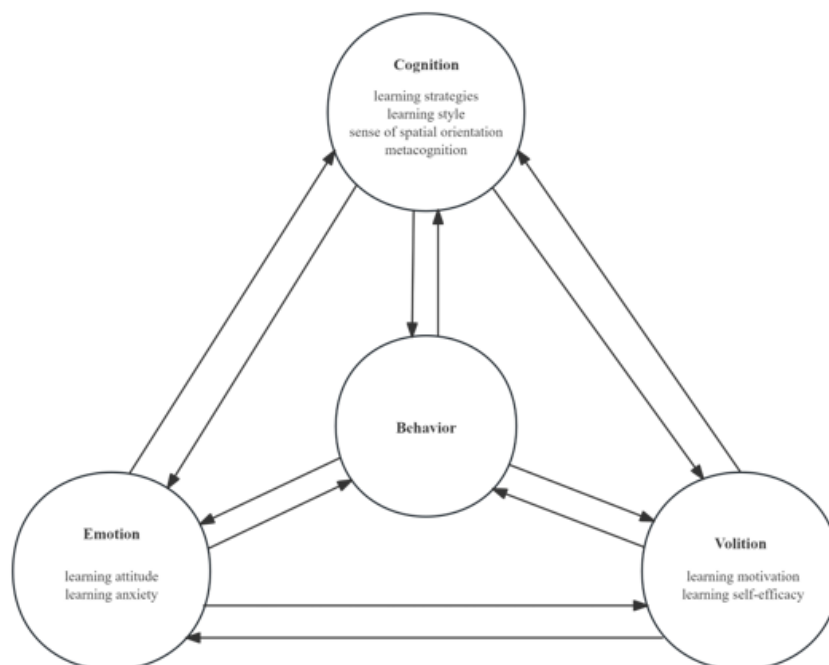 Cognition
learning strategies
learning style
sense of spatial orientation
metacognition
Behavior
Emotion
learning attitude
learning anxiety
Volition
learning motivation
learning self-efficacy